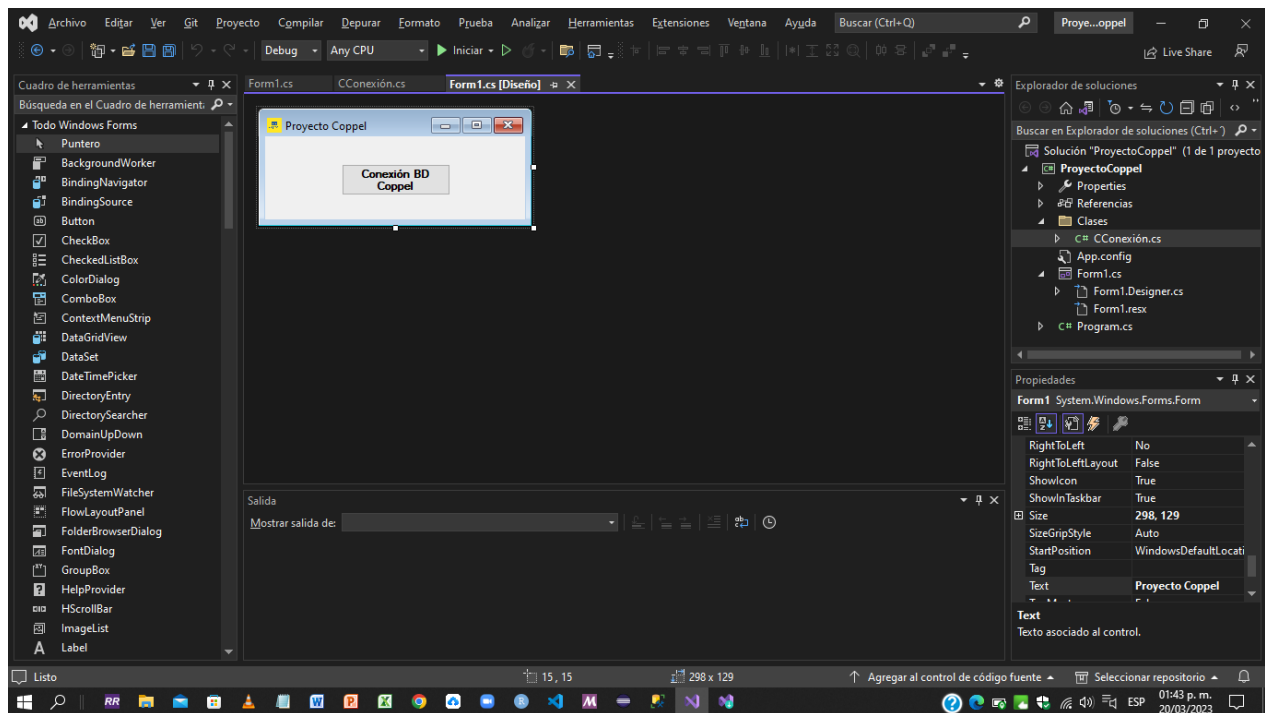 Archivo Editar Ver Git Proyecto Compilar Depurar Formato Prueba Analizar Herramientas Extensiones Ventana Ayuda Buscar (Ctrl+Q) Proye...oppel
Debug Any CPU Iniciar Live Share
Cuadro de herramientas
Búsqueda en el Cuadro de herramient
Todo Windows Forms
Puntero
BackgroundWorker
BindingNavigator
BindingSource
Button
CheckBox
CheckedListBox
ColorDialog
ComboBox
ContextMenuStrip
DataGridView
DataSet
DateTimePicker
DirectoryEntry
DirectorySearcher
DomainUpDown
ErrorProvider
EventLog
FileSystemWatcher
FlowLayoutPanel
FolderBrowserDialog
FontDialog
GroupBox
HelpProvider
HScrollBar
ImageList
Label
Form1.cs CConexión.cs Form1.cs [Diseño]
Proyecto Coppel
Conexión BD
Coppel
Salida
Mostrar salida de:
Explorador de soluciones
Buscar en Explorador de soluciones (Ctrl+´)
Solución "ProyectoCoppel" (1 de 1 proyecto
ProyectoCoppel
Properties
Referencias
Clases
C# CConexión.cs
App.config
Form1.cs
Form1.Designer.cs
Form1.resx
C# Program.cs
Propiedades
Form1 System.Windows.Forms.Form
RightToLeft No
RightToLeftLayout False
ShowIcon True
ShowInTaskbar True
Size 298, 129
SizeGripStyle Auto
StartPosition WindowsDefaultLocati
Tag
Text Proyecto Coppel
Text
Texto asociado al control.
Listo 15 , 15 298 x 129 Agregar al control de código fuente Seleccionar repositorio
RR ESP 01:43 p. m.
20/03/2023